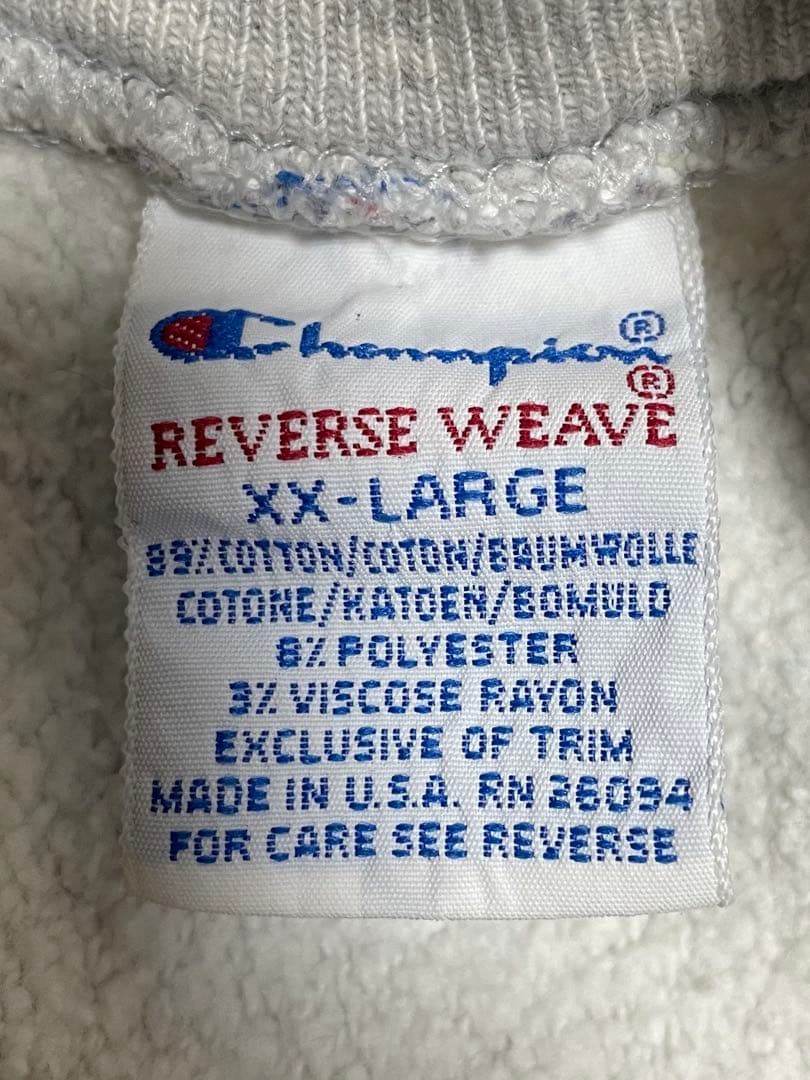 Champion®
REVERSE WEAVE®
XX-LARGE
89% COTTON/COTON/BAUMWOLLE
COTONE/KATOEN/BOMULD
8% POLYESTER
3% VISCOSE RAYON
EXCLUSIVE OF TRIM
MADE IN U.S.A. RN 26094
FOR CARE SEE REVERSE